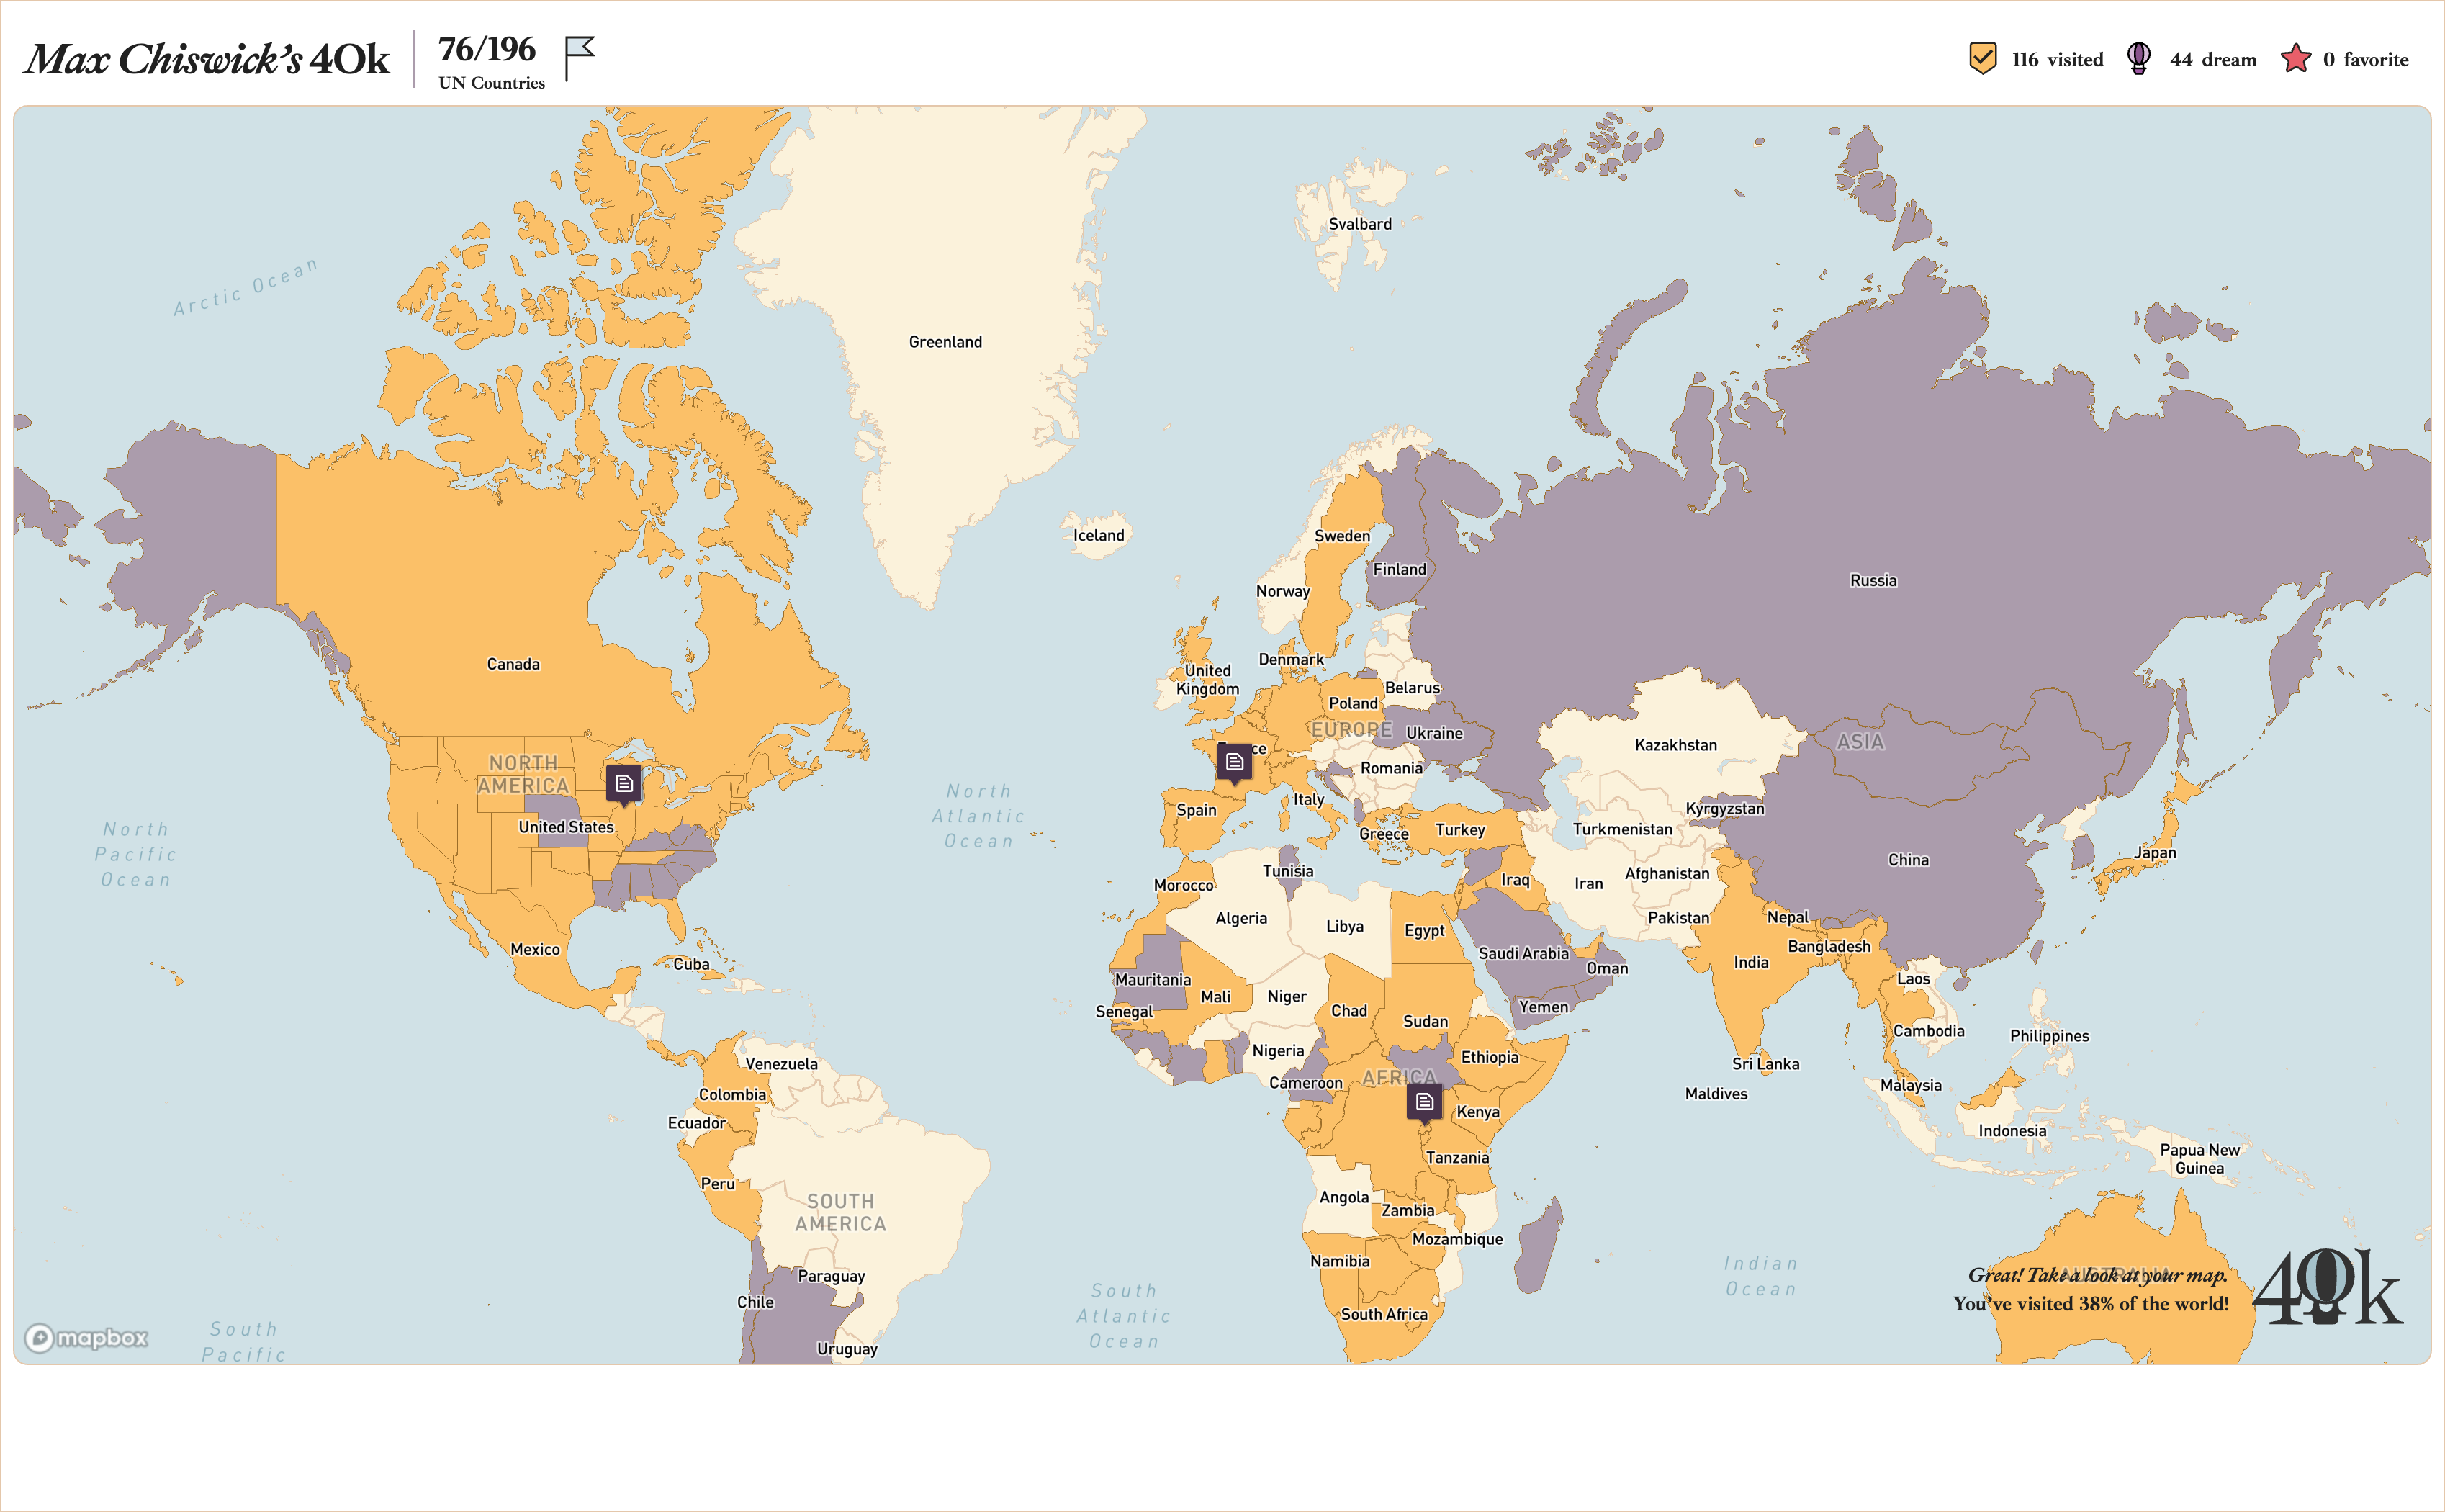 Max Chiswick's 40k
76/196
UN Countries
116 visited
44 dream
0 favorite
Arctic Ocean
Svalbard
Greenland
Iceland
Sweden
Finland
Norway
Russia
Canada
United
Kingdom
Denmark
Belarus
Poland
EUROPE
Ukraine
Kazakhstan
ASIA
NORTH
AMERICA
Romania
North
Atlantic
Ocean
Spain
Italy
Kyrgyzstan
North
Pacific
Ocean
United States
Greece
Turkey
Turkmenistan
Japan
China
Tunisia
Morocco
Iraq
Iran
Afghanistan
Algeria
Libya
Egypt
Pakistan
Nepal
Mexico
Cuba
Saudi Arabia
Oman
India
Bangladesh
Mauritania
Mali
Niger
Chad
Laos
Senegal
Sudan
Yemen
Cambodia
Philippines
Venezuela
Nigeria
Ethiopia
Sri Lanka
Colombia
Cameroon
AFRICA
Maldives
Malaysia
Ecuador
Kenya
Indonesia
Peru
Tanzania
Papua New
Guinea
SOUTH
AMERICA
Angola
Zambia
Mozambique
Namibia
Indian
Ocean
Paraguay
Chile
South
Atlantic
Ocean
South Africa
AUSTRALIA
Great! Take a look at your map.
You've visited 38% of the world!
40k
mapbox
South
Pacific
Uruguay